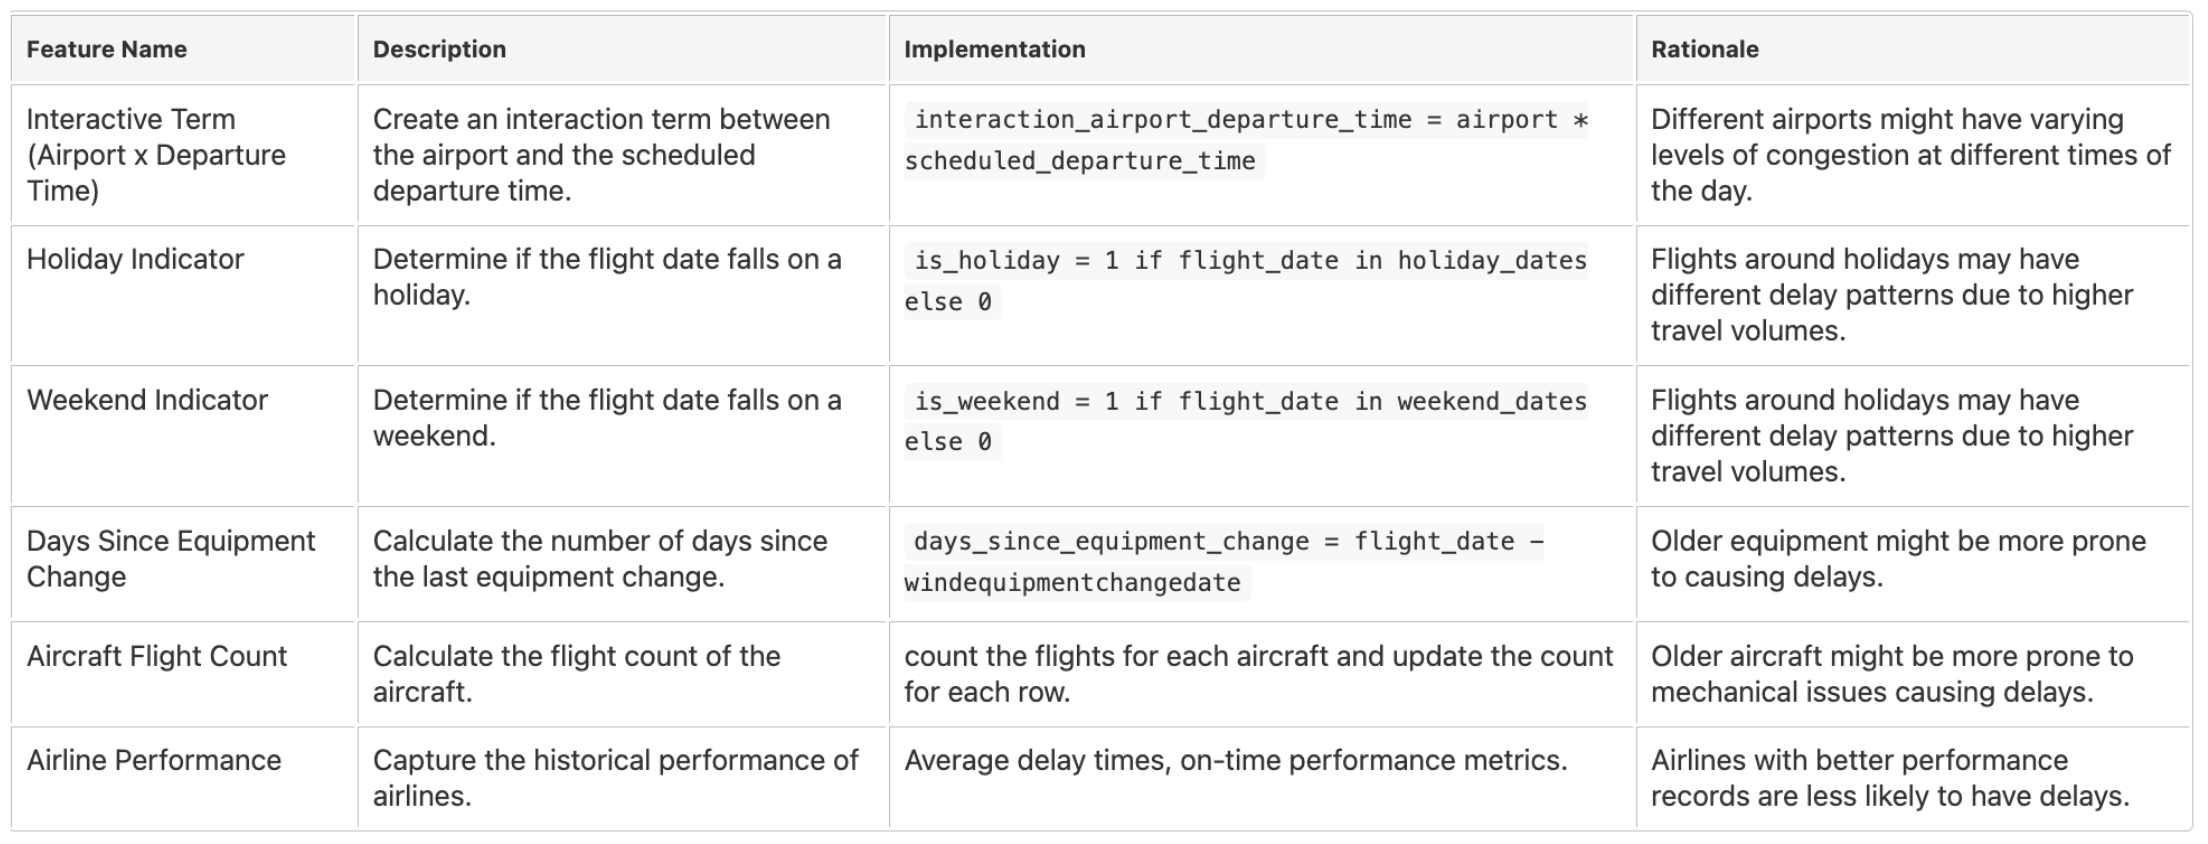 Feature Name
Description
Implementation
Rationale
Interactive Term
(Airport x Departure
Time)
Create an interaction term between
the airport and the scheduled
departure time.
interaction_airport_departure_time = airport *
scheduled_departure_time
Different airports might have varying
levels of congestion at different times of
the day.
Holiday Indicator
Determine if the flight date falls on a
holiday.
is_holiday = 1 if flight_date in holiday_dates
else 0
Flights around holidays may have
different delay patterns due to higher
travel volumes.
Weekend Indicator
Determine if the flight date falls on a
weekend.
is_weekend = 1 if flight_date in weekend_dates
else 0
Flights around holidays may have
different delay patterns due to higher
travel volumes.
Days Since Equipment
Change
Calculate the number of days since
the last equipment change.
days_since_equipment_change = flight_date -
windequipmentchangedate
Older equipment might be more prone
to causing delays.
Aircraft Flight Count
Calculate the flight count of the
aircraft.
count the flights for each aircraft and update the count
for each row.
Older aircraft might be more prone to
mechanical issues causing delays.
Airline Performance
Capture the historical performance of
airlines.
Average delay times, on-time performance metrics.
Airlines with better performance
records are less likely to have delays.